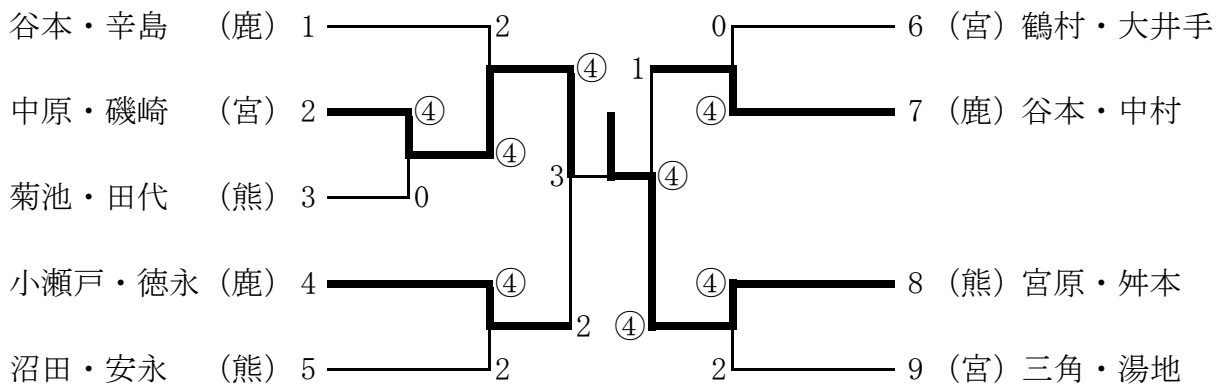 谷本・辛島 （鹿） 1 2 0 6 （宮） 鶴村・大井手
④ 1
中原・磯崎 （宮） 2 ④ ④ 7 （鹿） 谷本・中村
④
3 ④
菊池・田代 （熊） 3 0
小瀬戸・徳永 （鹿） 4 ④ ④ 8 （熊） 宮原・舛本
2 ④
沼田・安永 （熊） 5 2 2 9 （宮） 三角・湯地